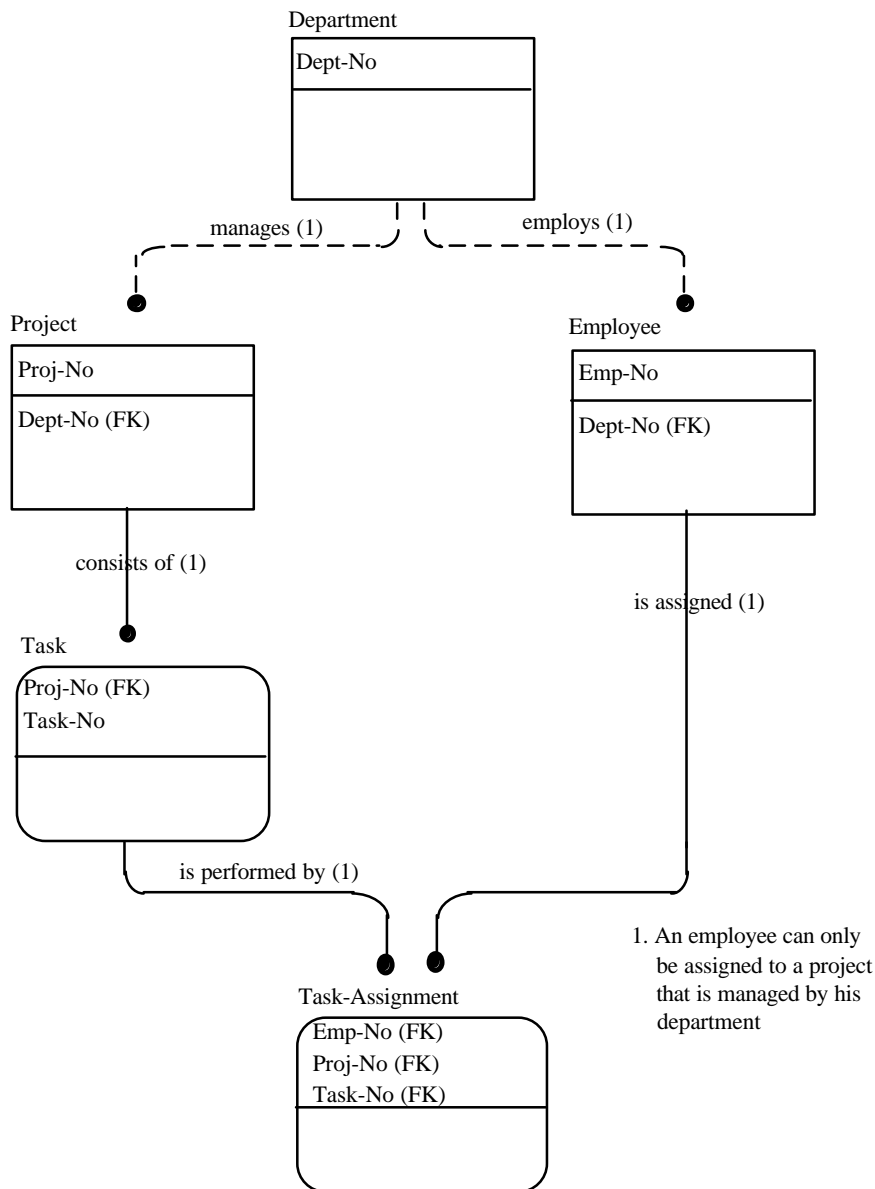 Department
Dept-No
manages (1)
employs (1)
Project
Proj-No
Dept-No (FK)
Employee
Emp-No
Dept-No (FK)
consists of (1)
is assigned (1)
Task
Proj-No (FK)
Task-No
is performed by (1)
1. An employee can only
be assigned to a project
that is managed by his
department
Task-Assignment
Emp-No (FK)
Proj-No (FK)
Task-No (FK)